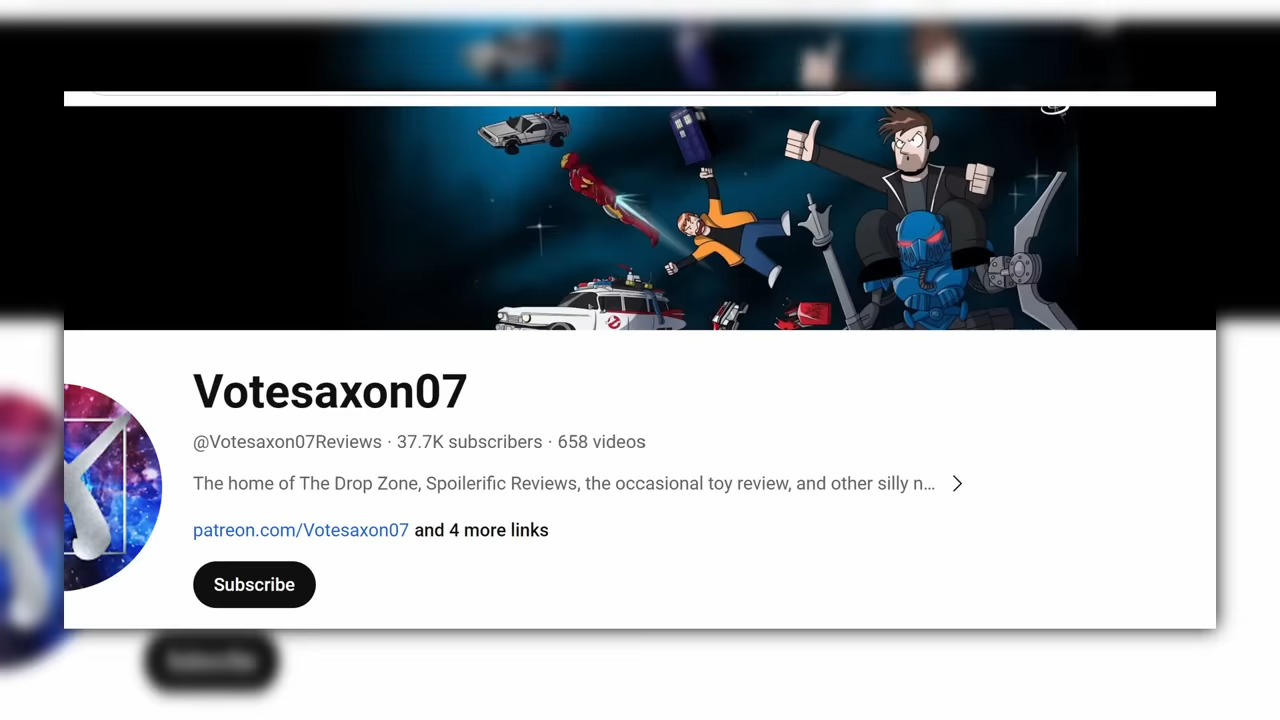 Votesaxon07
@Votesaxon07Reviews · 37.7K subscribers · 658 videos
The home of The Drop Zone, Spoilerific Reviews, the occasional toy review, and other silly n...
patreon.com/Votesaxon07 and 4 more links
Subscribe